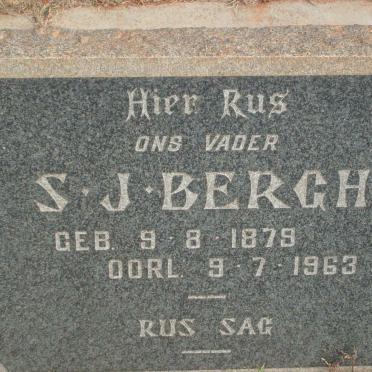 Hier Rus
ONS VADER
S·J·BERGH
GEB. 9·8·1879
OORL. 9·7·1963
RUS SAG